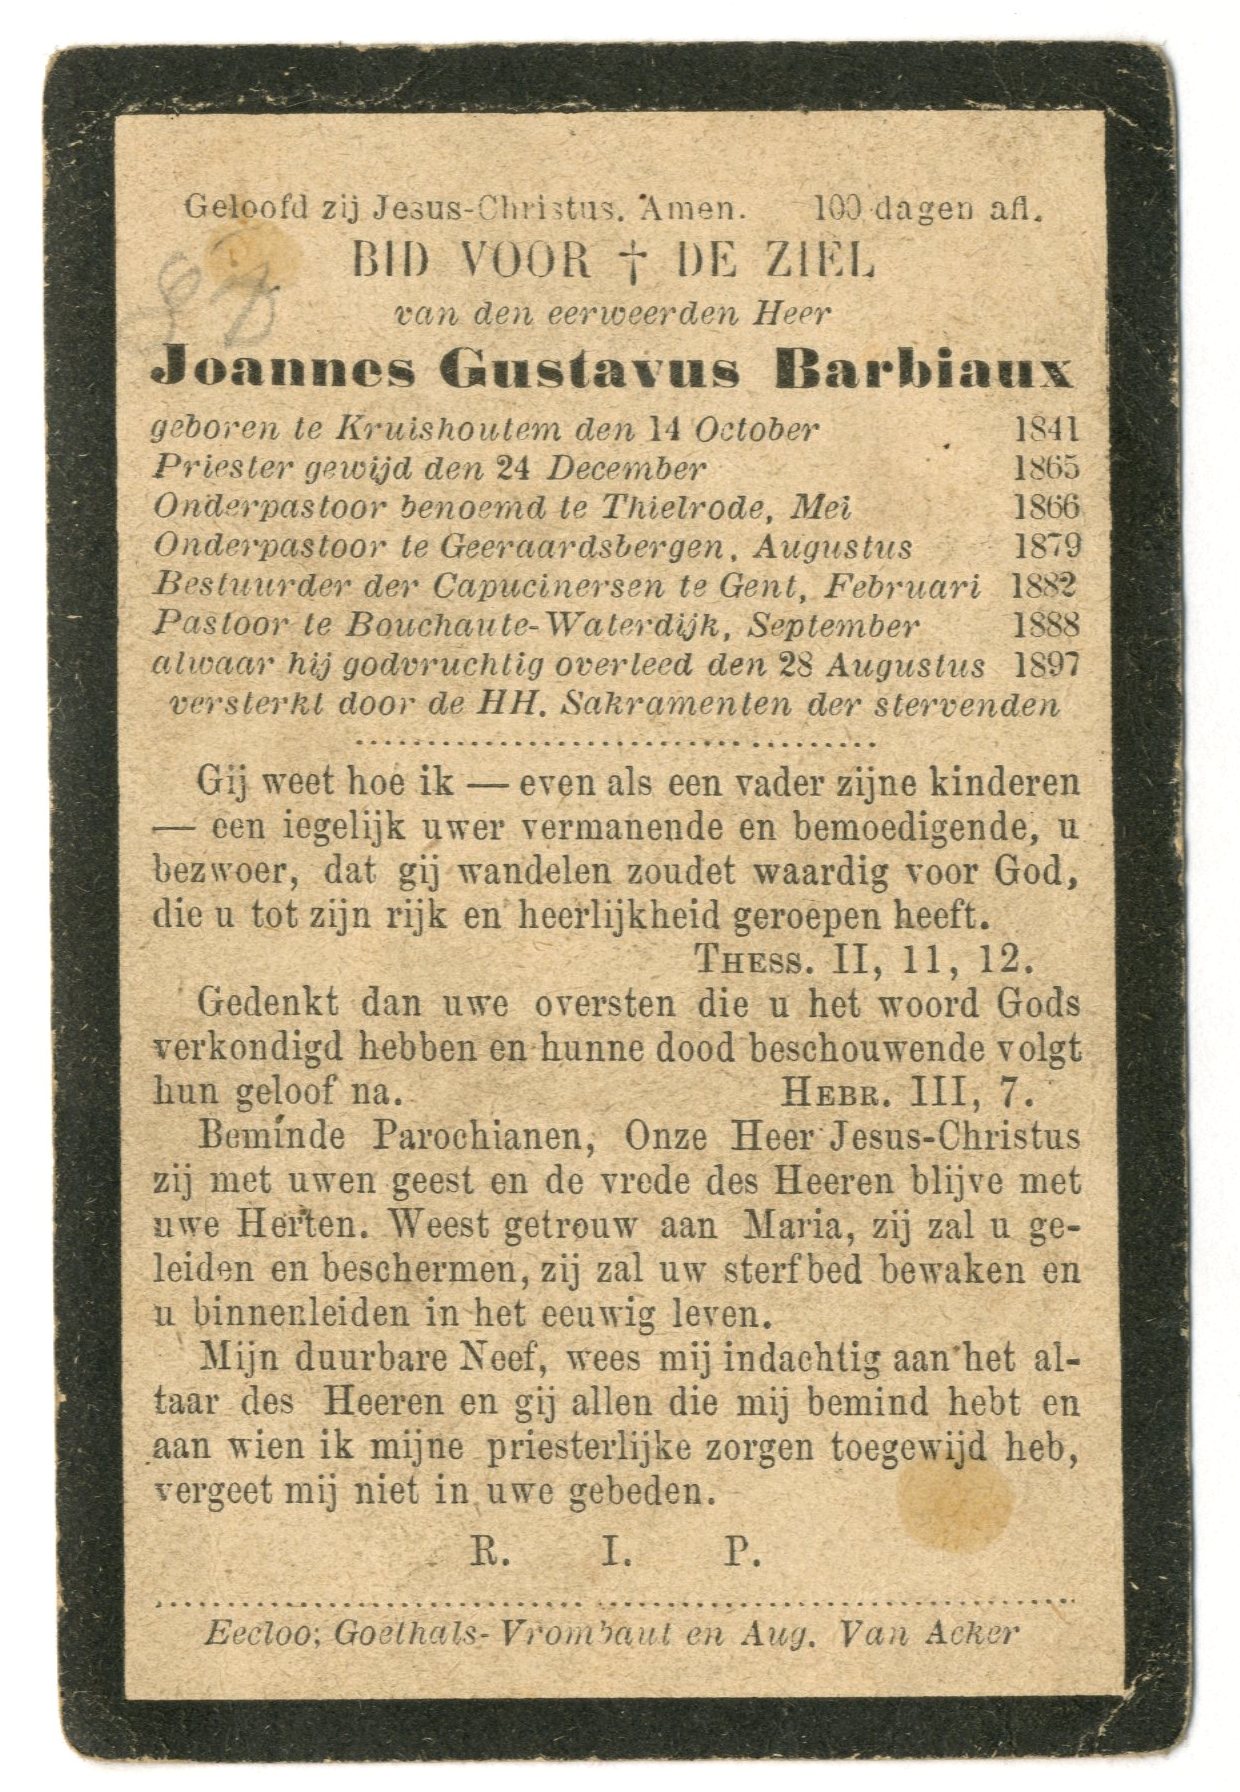 Geloofd zij Jesus-Christus. Amen. 100 dagen afl.
BID VOOR † DE ZIEL
van den eerweerden Heer
Joannes Gustavus Barbiaux
geboren te Kruishoutem den 14 October 1841
Priester gewijd den 24 December 1865
Onderpastoor benoemd te Thielrode, Mei 1866
Onderpastoor te Geeraardsbergen, Augustus 1879
Bestuurder der Capucinersen te Gent, Februari 1882
Pastoor te Bouchaute-Waterdijk, September 1888
alwaar hij godvruchtig overleed den 28 Augustus 1897
versterkt door de HH. Sakramenten der stervenden
Gij weet hoe ik — even als een vader zijne kinderen
— een iegelijk uwer vermanende en bemoedigende, u
bezwoer, dat gij wandelen zoudet waardig voor God,
die u tot zijn rijk en heerlijkheid geroepen heeft.
THESS. II, 11, 12.
Gedenkt dan uwe oversten die u het woord Gods
verkondigd hebben en hunne dood beschouwende volgt
hun geloof na. HEBR. III, 7.
Beminde Parochianen, Onze Heer Jesus-Christus
zij met uwen geest en de vrede des Heeren blijve met
uwe Herten. Weest getrouw aan Maria, zij zal u ge-
leiden en beschermen, zij zal uw sterfbed bewaken en
u binnenleiden in het eeuwig leven.
Mijn duurbare Neef, wees mij indachtig aan het al-
taar des Heeren en gij allen die mij bemind hebt en
aan wien ik mijne priesterlijke zorgen toegewijd heb,
vergeet mij niet in uwe gebeden.
R. I. P.
Eecloo; Goethals-Vrombaut en Aug. Van Acker